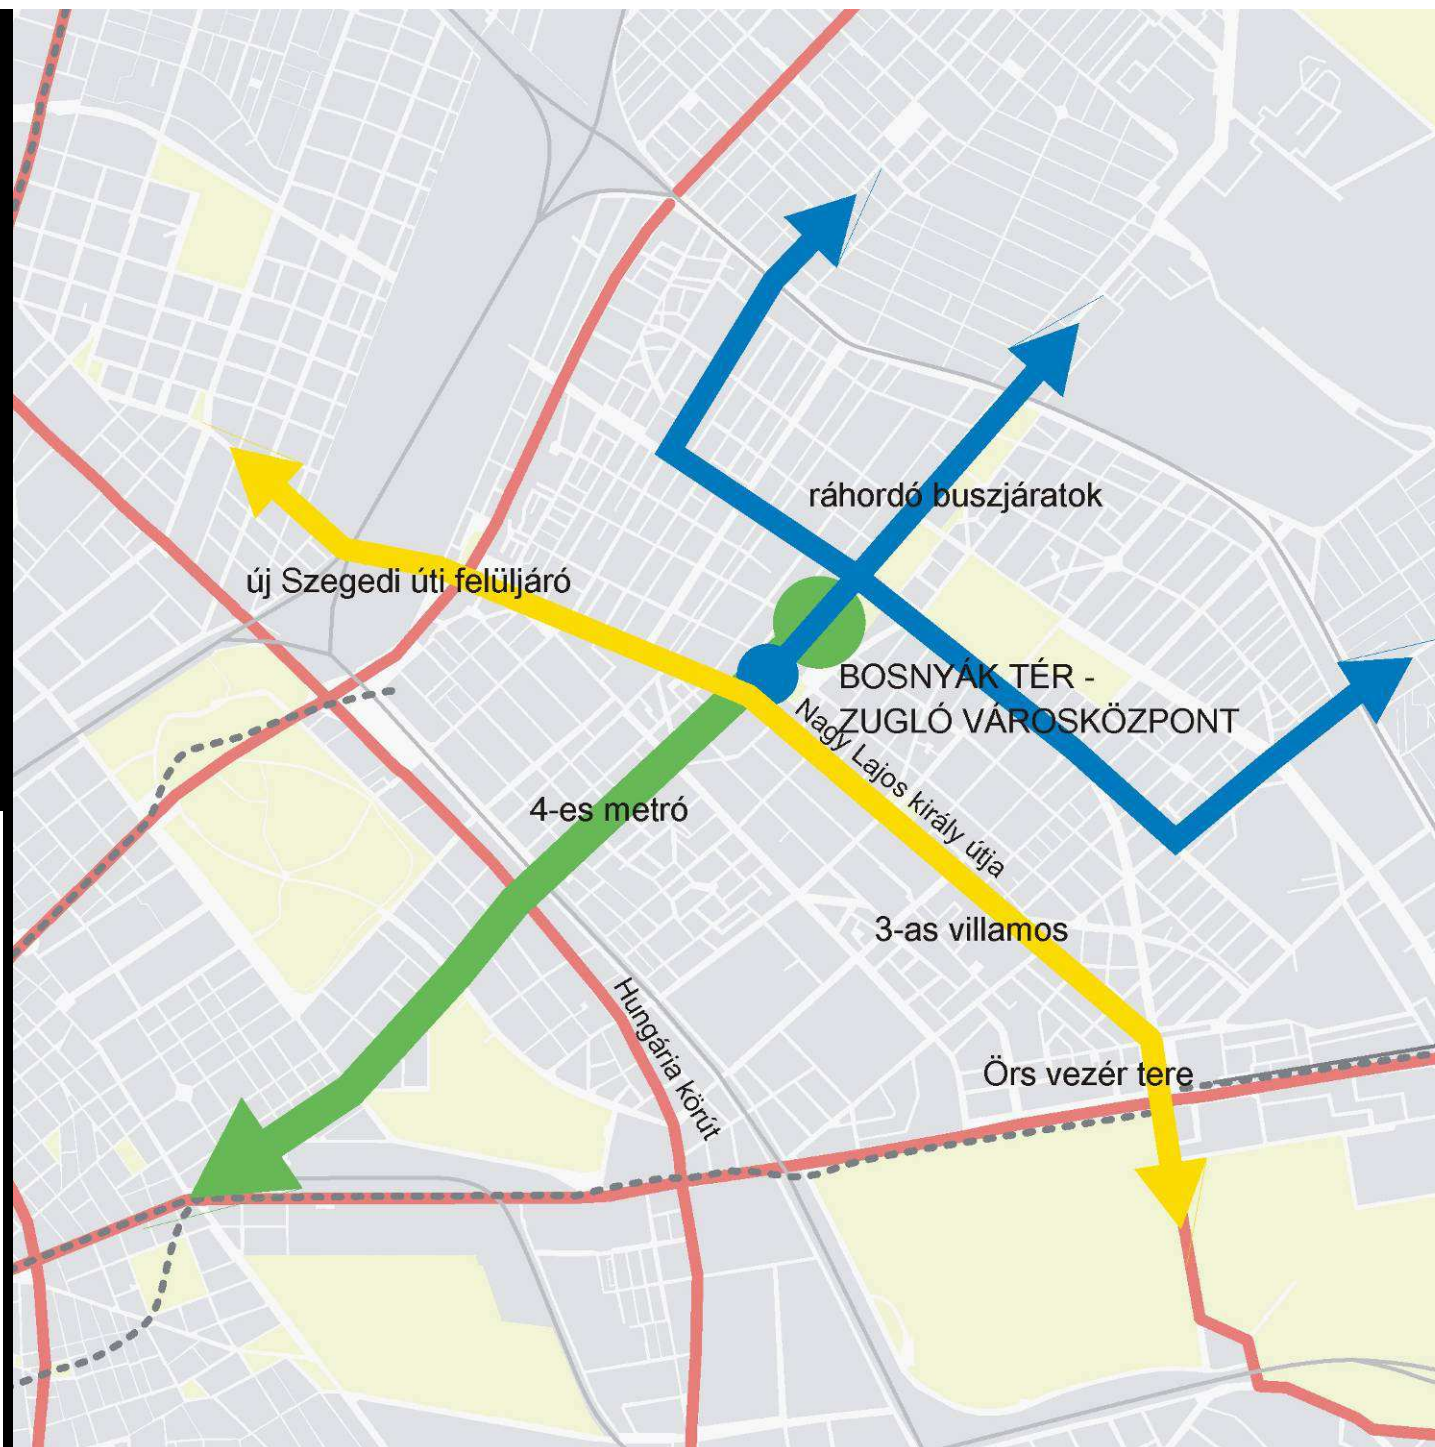 ráhordó buszjáratok
új Szegedi úti felüljáró
BOSNYÁK TÉR -
ZUGLÓ VÁROSKÖZPONT
Nagy Lajos király útja
4-es metró
3-as villamos
Hungária körút
Örs vezér tere